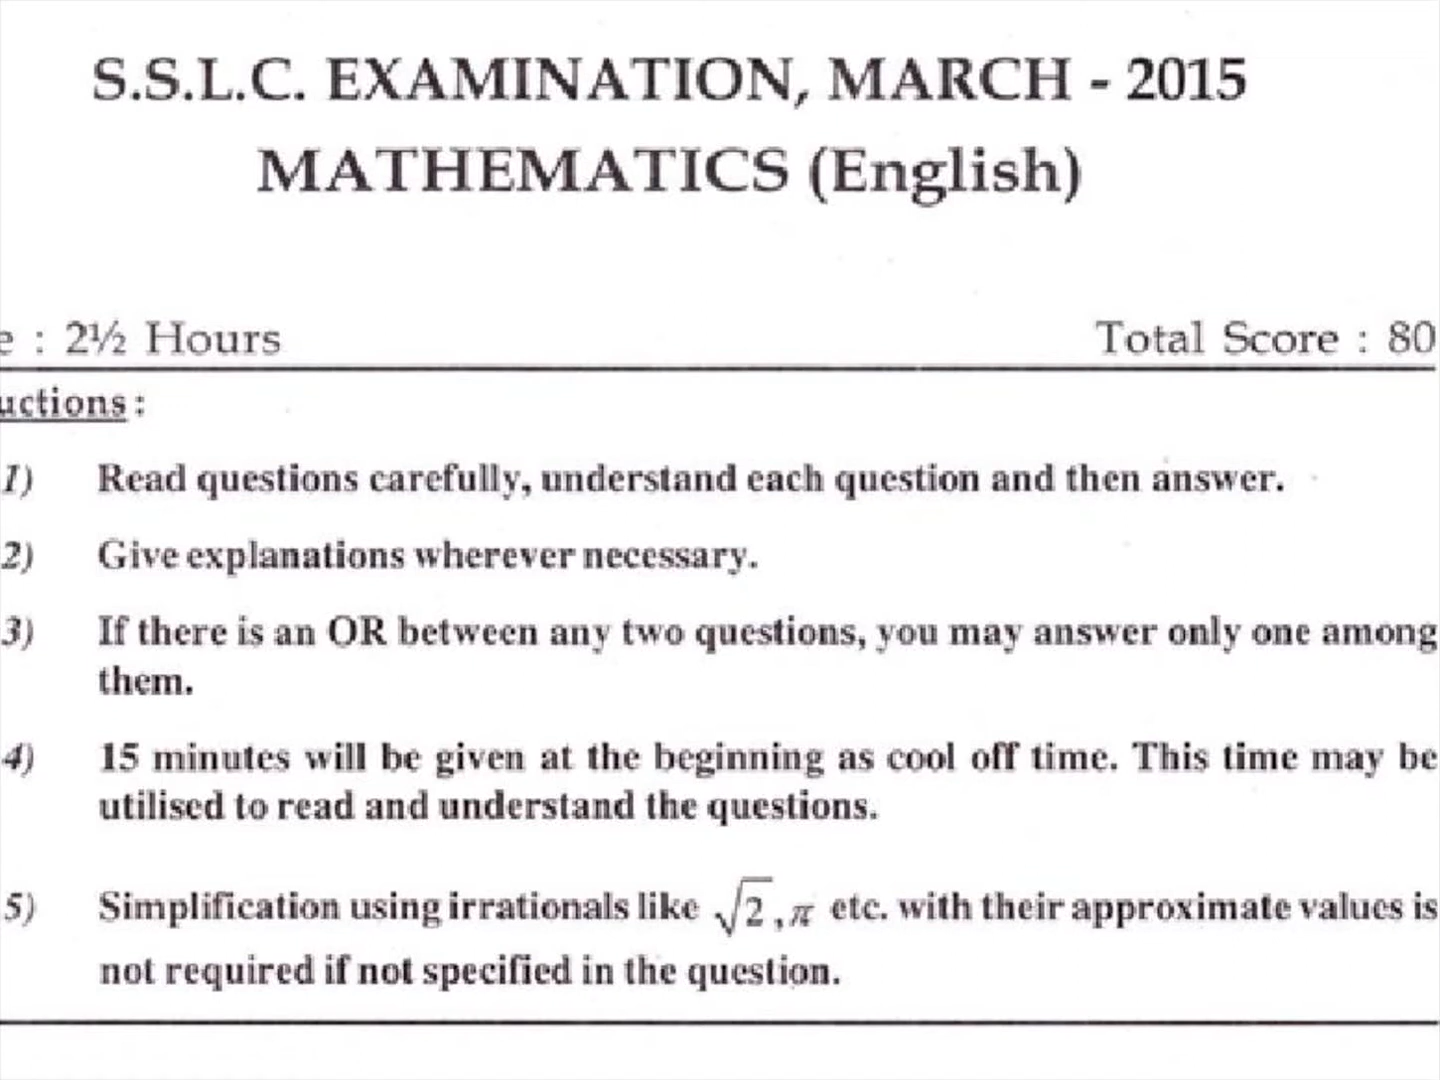 S.S.L.C. EXAMINATION, MARCH - 2015
MATHEMATICS (English)
e : 2½ Hours Total Score : 80
uctions :
1) Read questions carefully, understand each question and then answer.
2) Give explanations wherever necessary.
3) If there is an OR between any two questions, you may answer only one among
them.
4) 15 minutes will be given at the beginning as cool off time. This time may be
utilised to read and understand the questions.
5) Simplification using irrationals like √2, π etc. with their approximate values is
not required if not specified in the question.